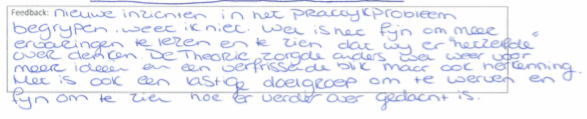 Feedback: nieuwe inzichten in het praktijkprobleem
begrijpen weet ik niet. Wel is het fijn om meer
ervaringen te lezen en te zien dat wij er hetzelfde
over denken. De theorie zorgde anders wel weer voor
meer ideeen en een verfrissende blik maar ook herkenning.
Het is ook een lastige doelgroep om te werven en
fijn om te zien hoe er verder over gedacht is.